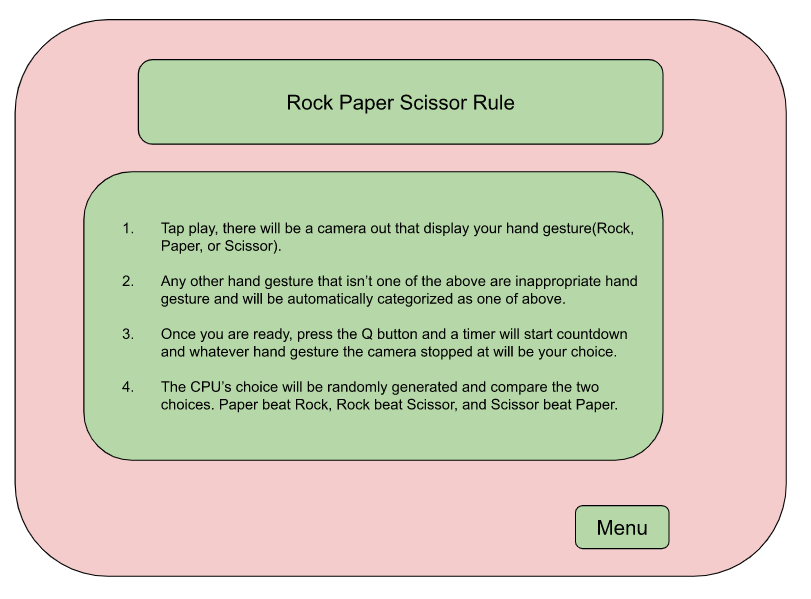 Rock Paper Scissor Rule
1. Tap play, there will be a camera out that display your hand gesture(Rock,
Paper, or Scissor).
2. Any other hand gesture that isn't one of the above are inappropriate hand
gesture and will be automatically categorized as one of above.
3. Once you are ready, press the Q button and a timer will start countdown
and whatever hand gesture the camera stopped at will be your choice.
4. The CPU's choice will be randomly generated and compare the two
choices. Paper beat Rock, Rock beat Scissor, and Scissor beat Paper.
Menu